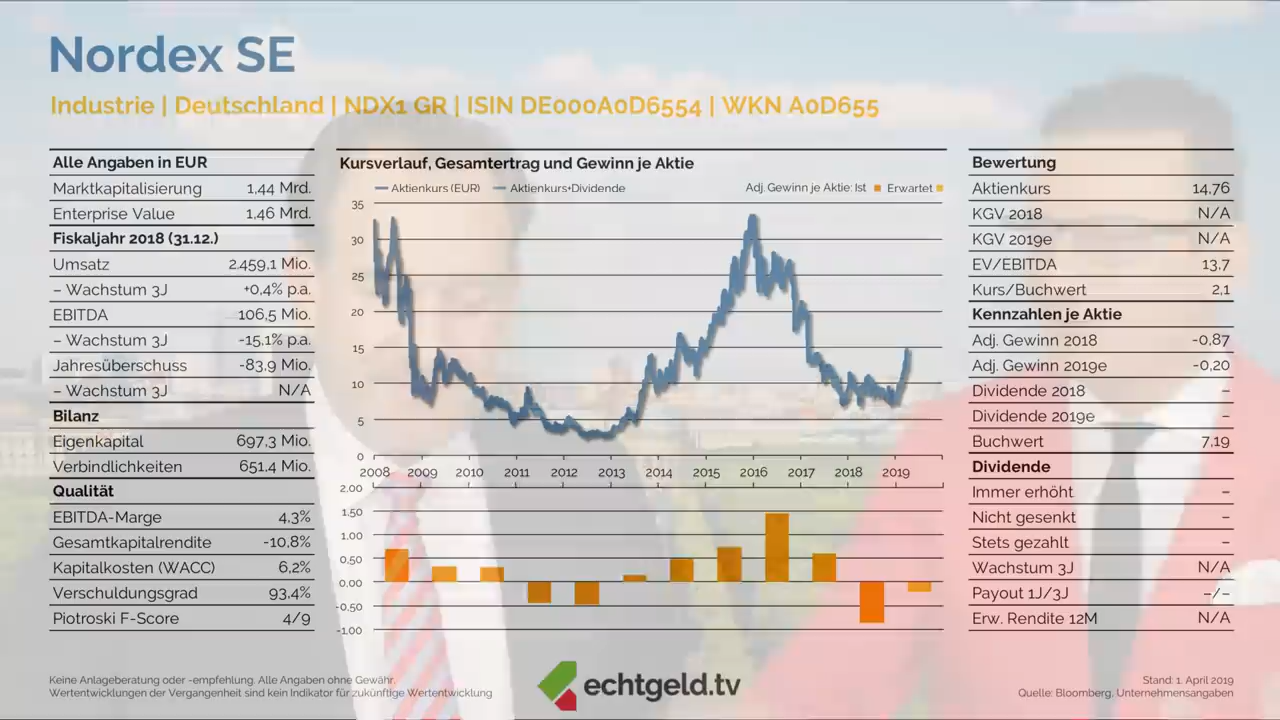 Nordex SE
Industrie | Deutschland | NDX1 GR | ISIN DE000A0D6554 | WKN A0D655
Alle Angaben in EUR
Marktkapitalisierung 1,44 Mrd.
Enterprise Value 1,46 Mrd.
Fiskaljahr 2018 (31.12.)
Umsatz 2.459,1 Mio.
– Wachstum 3J +0,4% p.a.
EBITDA 106,5 Mio.
– Wachstum 3J -15,1% p.a.
Jahresüberschuss -83,9 Mio.
– Wachstum 3J N/A
Bilanz
Eigenkapital 697,3 Mio.
Verbindlichkeiten 651,4 Mio.
Qualität
EBITDA-Marge 4,3%
Gesamtkapitalrendite -10,8%
Kapitalkosten (WACC) 6,2%
Verschuldungsgrad 93,4%
Piotroski F-Score 4/9
Kursverlauf, Gesamtertrag und Gewinn je Aktie
Aktienkurs (EUR) Aktienkurs+Dividende Adj. Gewinn je Aktie: Ist Erwartet
35
30
25
20
15
10
5
0
2008 2009 2010 2011 2012 2013 2014 2015 2016 2017 2018 2019
2.00
1.50
1.00
0.50
0.00
-0.50
-1.00
Bewertung
Aktienkurs 14,76
KGV 2018 N/A
KGV 2019e N/A
EV/EBITDA 13,7
Kurs/Buchwert 2,1
Kennzahlen je Aktie
Adj. Gewinn 2018 -0,87
Adj. Gewinn 2019e -0,20
Dividende 2018 –
Dividende 2019e –
Buchwert 7,19
Dividende
Immer erhöht –
Nicht gesenkt –
Stets gezahlt –
Wachstum 3J N/A
Payout 1J/3J –/–
Erw. Rendite 12M N/A
Keine Anlageberatung oder -empfehlung. Alle Angaben ohne Gewähr.
Wertentwicklungen der Vergangenheit sind kein Indikator für zukünftige Wertentwicklung
echtgeld.tv
Stand: 1. April 2019
Quelle: Bloomberg, Unternehmensangaben